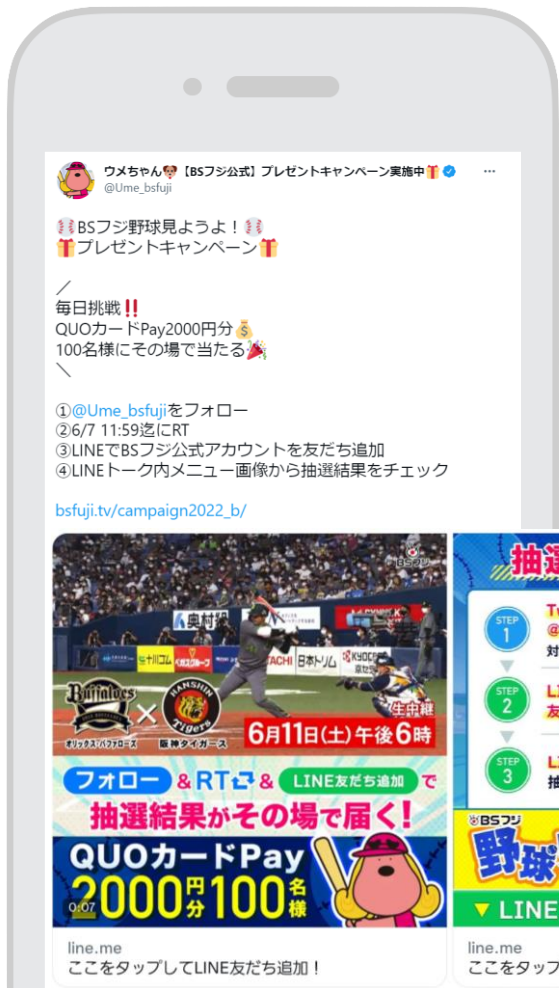 ウメちゃん🐶【BSフジ公式】プレゼントキャンペーン実施中🎁
@Ume_bsfuji
⚾BSフジ野球見ようよ！⚾
🎁プレゼントキャンペーン🎁
／
毎日挑戦‼
QUOカードPay2000円分💰
100名様にその場で当たる🎉
＼
①@Ume_bsfujiをフォロー
②6/7 11:59迄にRT
③LINEでBSフジ公式アカウントを友だち追加
④LINEトーク内メニュー画像から抽選結果をチェック
bsfuji.tv/campaign2022_b/
BSフジ
奥村組
日本トリム
Buffaloes
×
HANSHIN
Tigers
オリックス・バファローズ
阪神タイガース
生中継
6月11日(土)午後6時
フォロー & RT & LINE友だち追加 で
抽選結果がその場で届く!
QUOカードPay
2000円分100名様
0:07
line.me
ここをタップしてLINE友だち追加！
抽
STEP
1
@
対
STEP
2
友
STEP
3
抽
BSフジ
野球
▼ LINE
line.me
ここをタップ